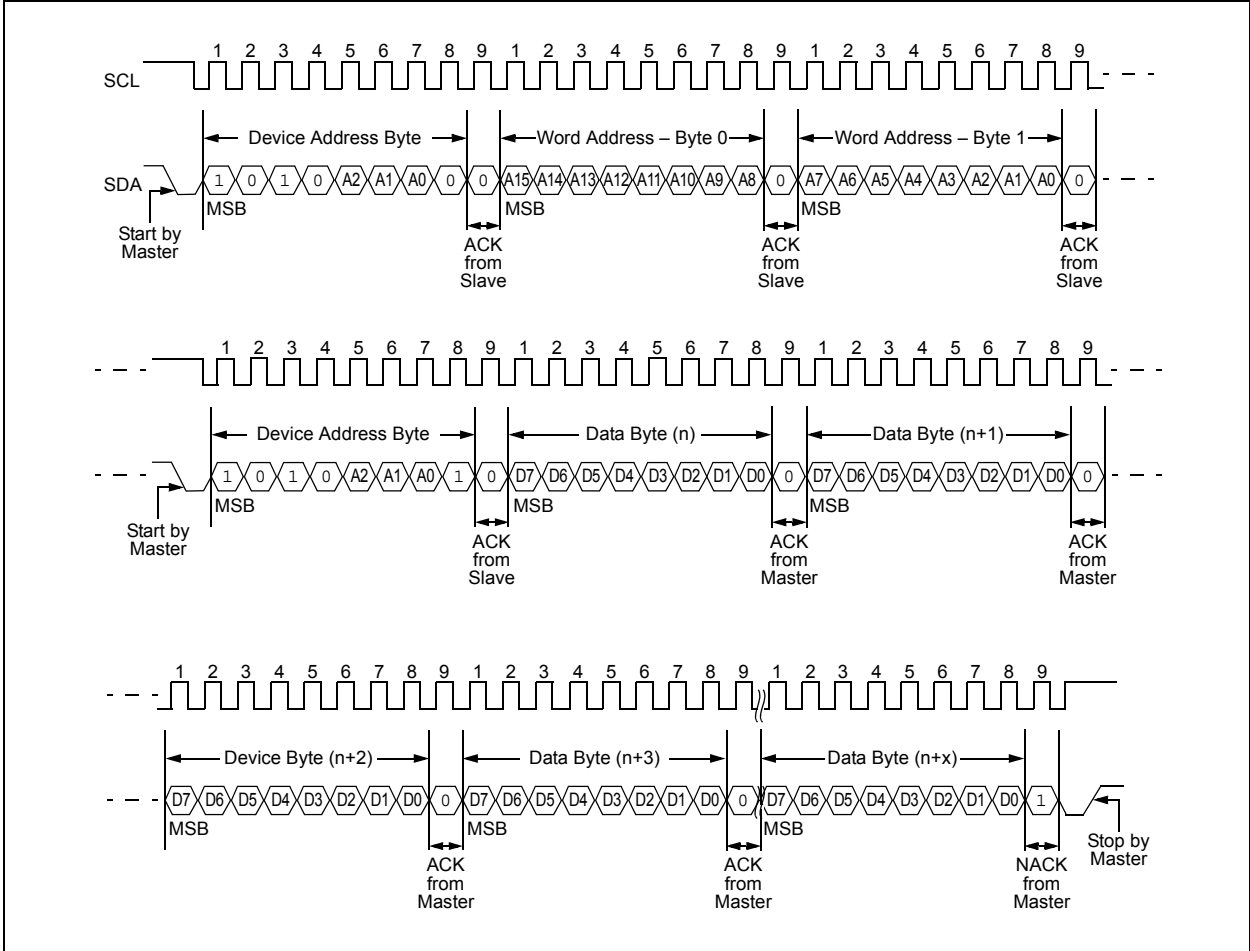 1 2 3 4 5 6 7 8 9 1 2 3 4 5 6 7 8 9 1 2 3 4 5 6 7 8 9
SCL
Device Address Byte Word Address – Byte 0 Word Address – Byte 1
SDA 1 0 1 0 A2 A1 A0 0 0 A15 A14 A13 A12 A11 A10 A9 A8 0 A7 A6 A5 A4 A3 A2 A1 A0 0
MSB MSB MSB
Start by
Master
ACK
from
Slave
ACK
from
Slave
ACK
from
Slave
1 2 3 4 5 6 7 8 9 1 2 3 4 5 6 7 8 9 1 2 3 4 5 6 7 8 9
Device Address Byte Data Byte (n) Data Byte (n+1)
1 0 1 0 A2 A1 A0 1 0 D7 D6 D5 D4 D3 D2 D1 D0 0 D7 D6 D5 D4 D3 D2 D1 D0 0
MSB MSB MSB
Start by
Master
ACK
from
Slave
ACK
from
Master
ACK
from
Master
1 2 3 4 5 6 7 8 9 1 2 3 4 5 6 7 8 9 1 2 3 4 5 6 7 8 9
Device Byte (n+2) Data Byte (n+3) Data Byte (n+x)
D7 D6 D5 D4 D3 D2 D1 D0 0 D7 D6 D5 D4 D3 D2 D1 D0 0 D7 D6 D5 D4 D3 D2 D1 D0 1
MSB MSB MSB
ACK
from
Master
ACK
from
Master
NACK
from
Master
Stop by
Master